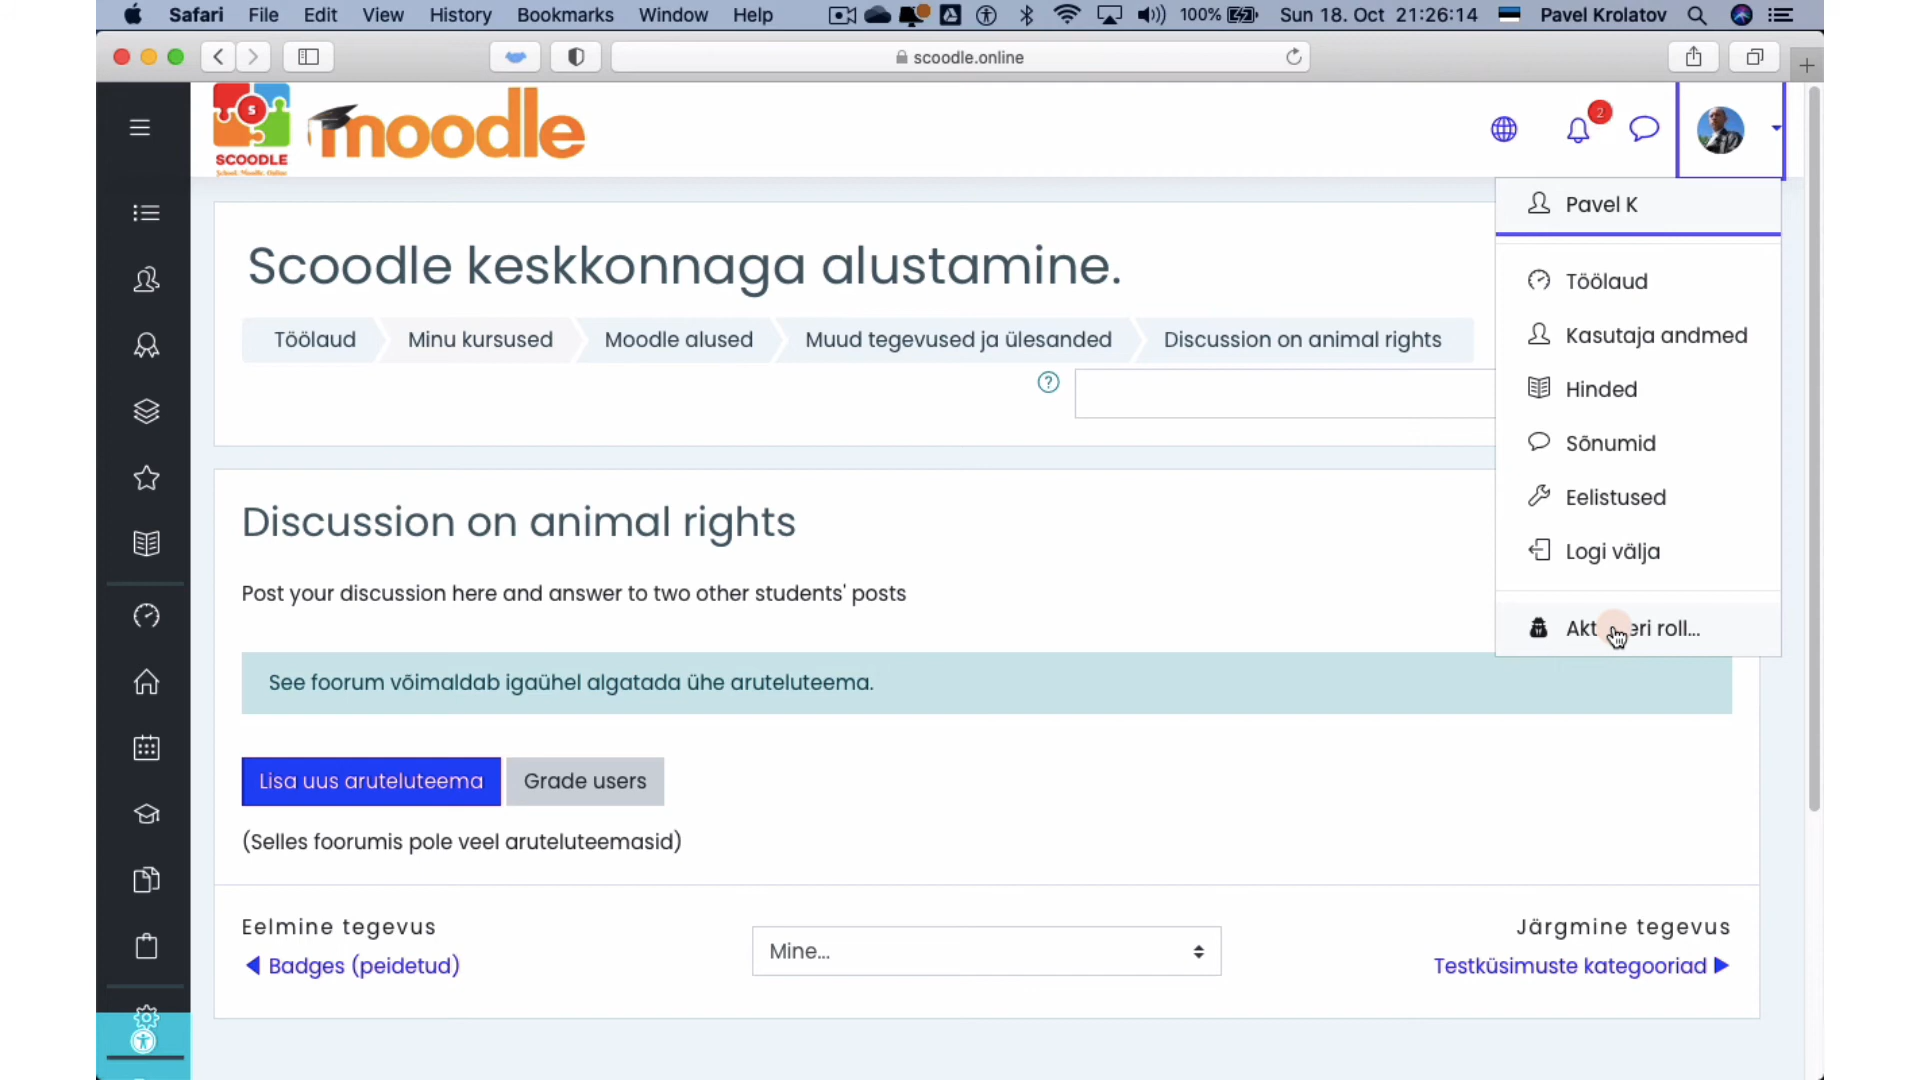 Safari File Edit View History Bookmarks Window Help 100% Sun 18. Oct 21:26:14 Pavel Krolatov
scoodle.online
S
SCOODLE
School. Moodle. Online
moodle
2
Pavel K
Töölaud
Kasutaja andmed
Hinded
Sõnumid
Eelistused
Logi välja
Scoodle keskkonnaga alustamine.
Töölaud Minu kursused Moodle alused Muud tegevused ja ülesanded Discussion on animal rights
Discussion on animal rights
Post your discussion here and answer to two other students' posts
roll...
See foorum võimaldab igaühel algatada ühe aruteluteema.
Lisa uus aruteluteema Grade users
(Selles foorumis pole veel aruteluteemasid)
Eelmine tegevus
Badges (peidetud)
Mine...
Järgmine tegevus
Testküsimuste kategooriad